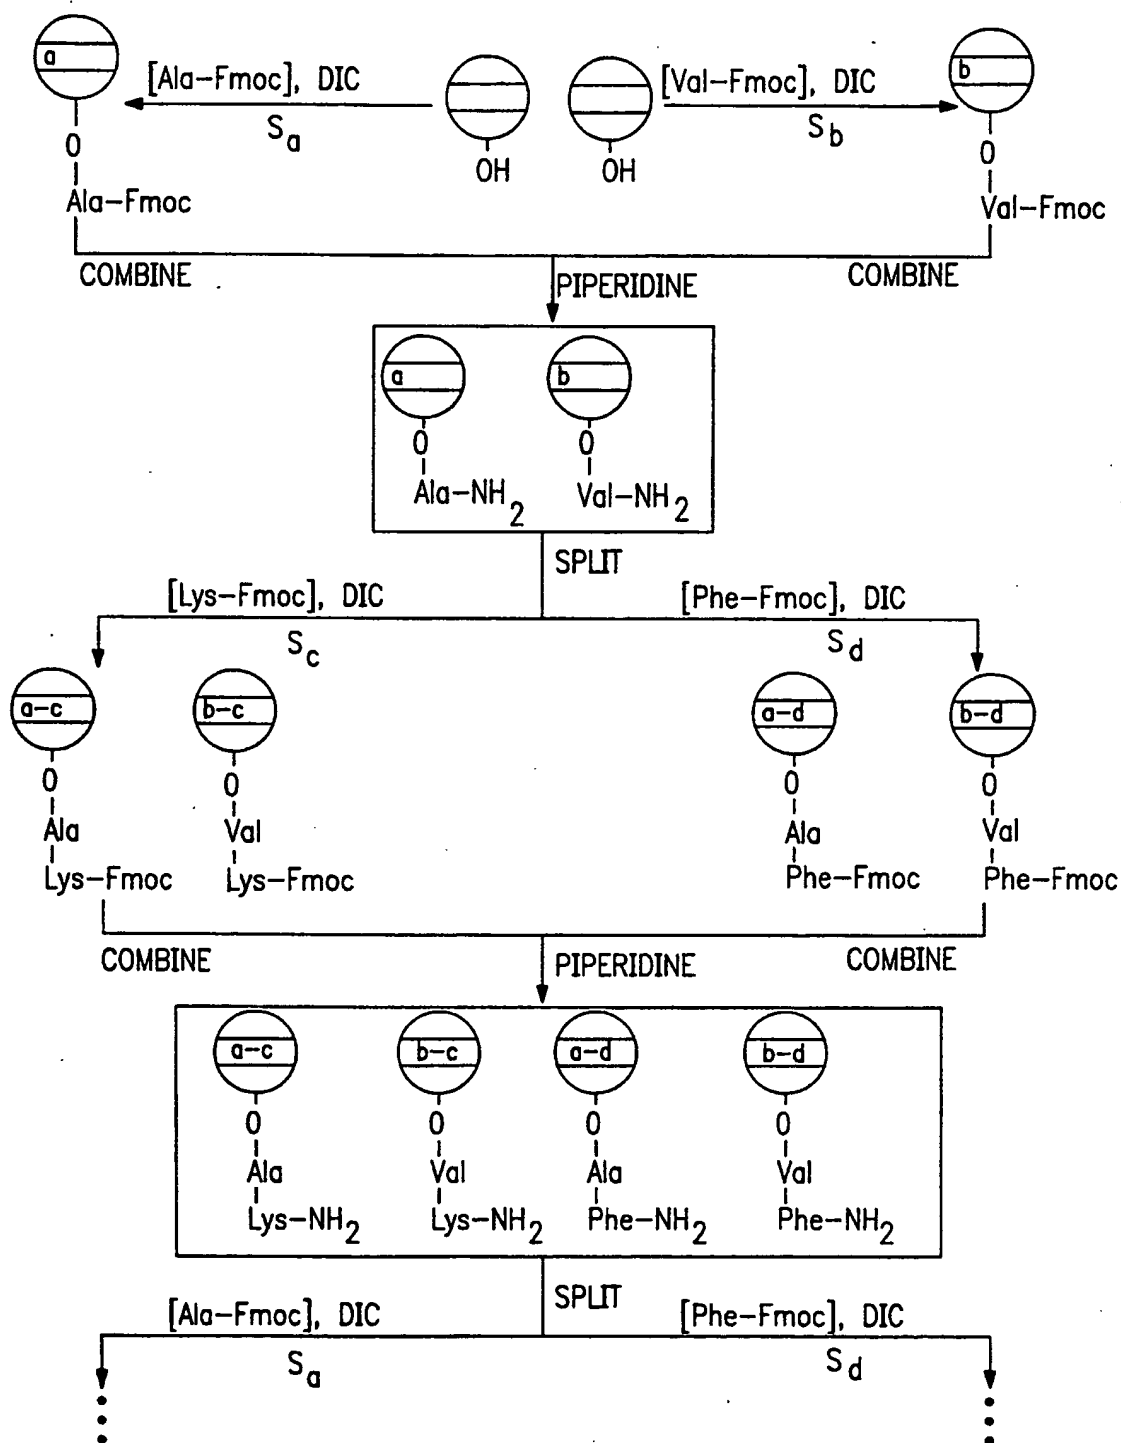 a
[Ala-Fmoc], DIC
[Val-Fmoc], DIC
b
Sa
Sb
O
OH
OH
O
Ala-Fmoc
Val-Fmoc
COMBINE
PIPERIDINE
COMBINE
a
b
O
O
Ala-NH2
Val-NH2
SPLIT
[Lys-Fmoc], DIC
[Phe-Fmoc], DIC
Sc
Sd
a-c
b-c
a-d
b-d
O
O
O
O
Ala
Val
Ala
Val
Lys-Fmoc
Lys-Fmoc
Phe-Fmoc
Phe-Fmoc
COMBINE
PIPERIDINE
COMBINE
a-c
b-c
a-d
b-d
O
O
O
O
Ala
Val
Ala
Val
Lys-NH2
Lys-NH2
Phe-NH2
Phe-NH2
SPLIT
[Ala-Fmoc], DIC
[Phe-Fmoc], DIC
Sa
Sd